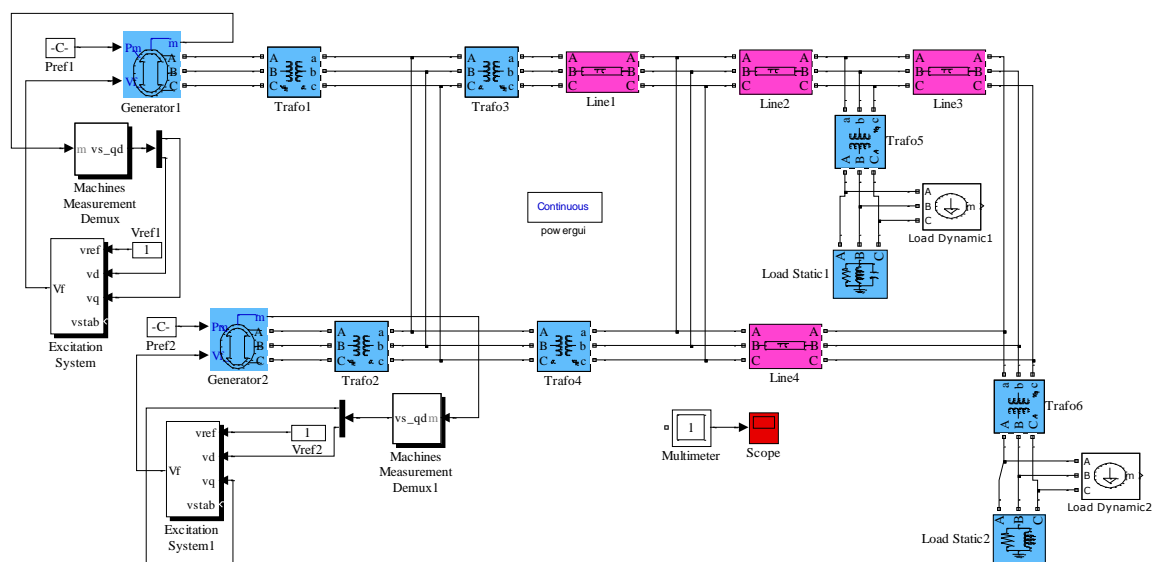 -C-
Pref1
Pm
m
A
B
C
Generator1
A
B
C
a
b
c
Trafo1
A
B
C
a
b
c
Trafo3
A
B
C
A
B
C
Line1
A
B
C
A
B
C
Line2
A
B
C
A
B
C
Line3
a b c
A B C
Trafo5
A
B
C
m
Load Dynamic1
A B C
Load Static1
m
vs_qd
Machines
Measurement
Demux
Continuous
powergui
Vref1
1
vref
vd
vq
vstab
Vf
Excitation
System
-C-
Pref2
Pm
m
A
B
C
Generator2
A
B
C
a
b
c
Trafo2
A
B
C
a
b
c
Trafo4
A
B
C
A
B
C
Line4
a b c
A B C
Trafo6
A
B
C
m
Load Dynamic2
A B C
Load Static2
1
Multimeter
Scope
vs_qd
m
Machines
Measurement
Demux1
1
Vref2
vref
vd
vq
vstab
Vf
Excitation
System1